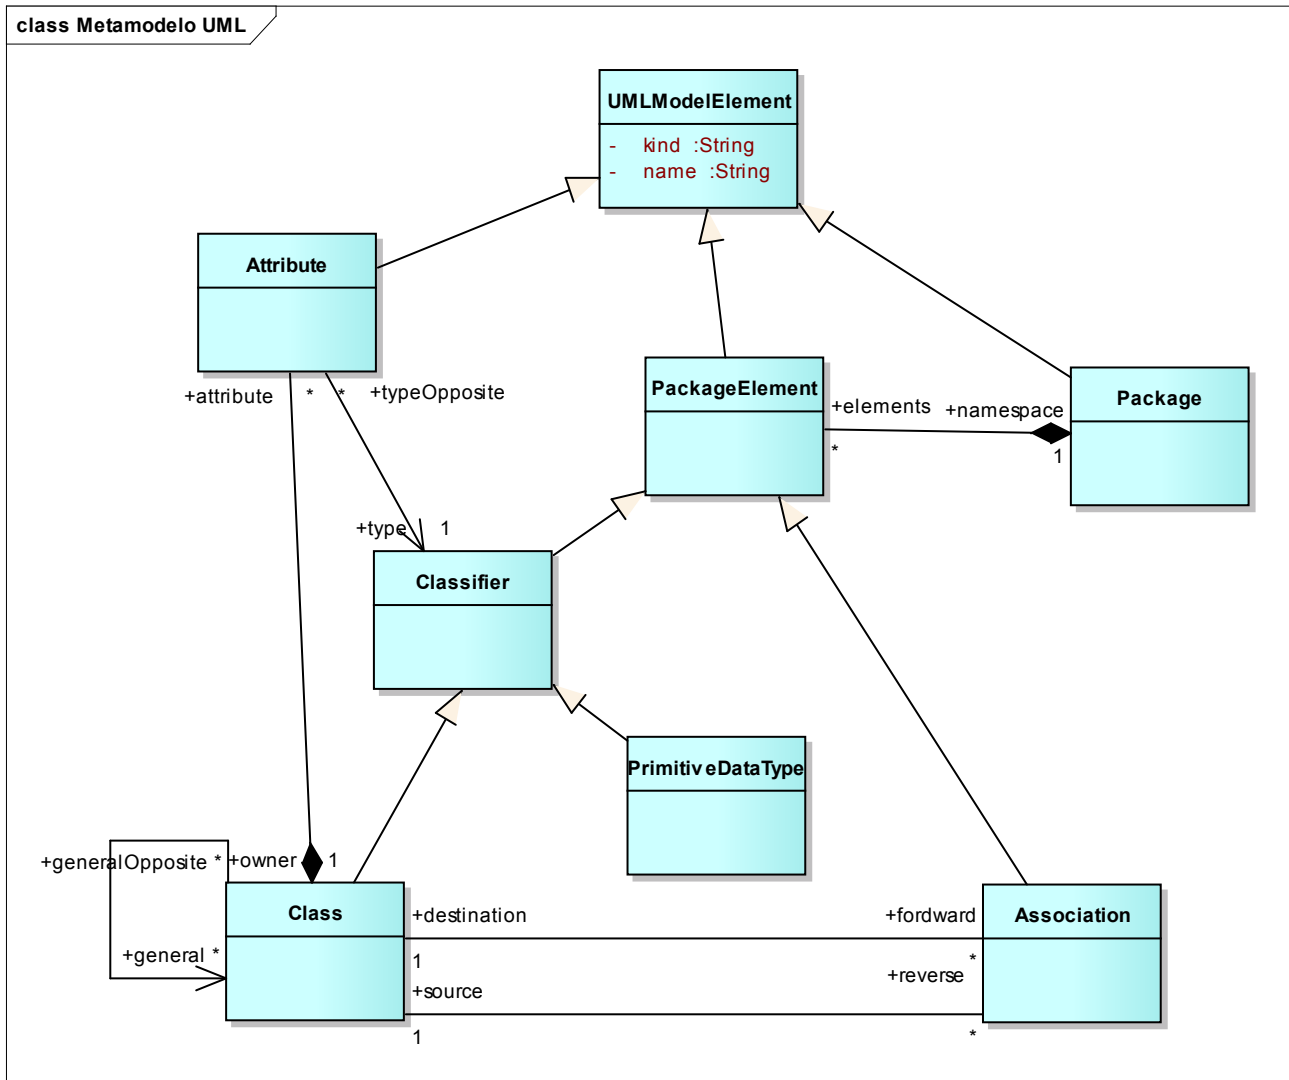 class Metamodelo UML
UMLModelElement
- kind :String
- name :String
Attribute
+attribute * * +typeOpposite
PackageElement
Package
+elements +namespace
* 1
+type 1
Classifier
PrimitiveDataType
+generalOpposite * +owner 1
Class
+general *
+destination +fordward
1 *
+source +reverse
1 *
Association